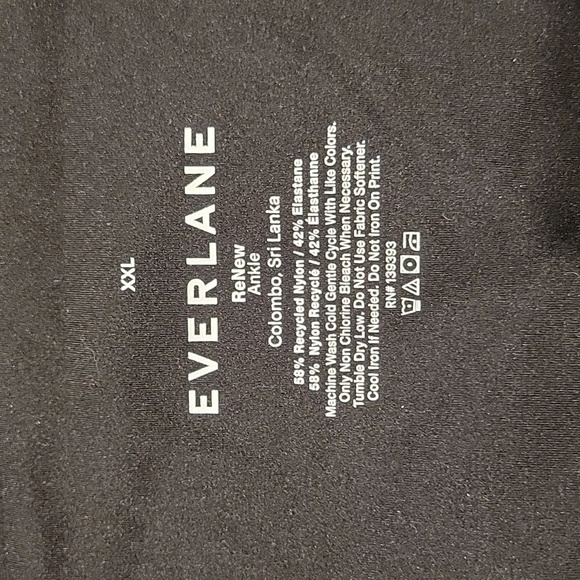 XXL
EVERLANE
ReNew
Ankle
Colombo, Sri Lanka
58% Recycled Nylon / 42% Elastane
58% Nylon Recyclé / 42% Élasthanne
Machine Wash Cold Gentle Cycle With Like Colors.
Only Non Chlorine Bleach When Necessary.
Tumble Dry Low. Do Not Use Fabric Softener.
Cool Iron If Needed. Do Not Iron On Print.
RN# 139393